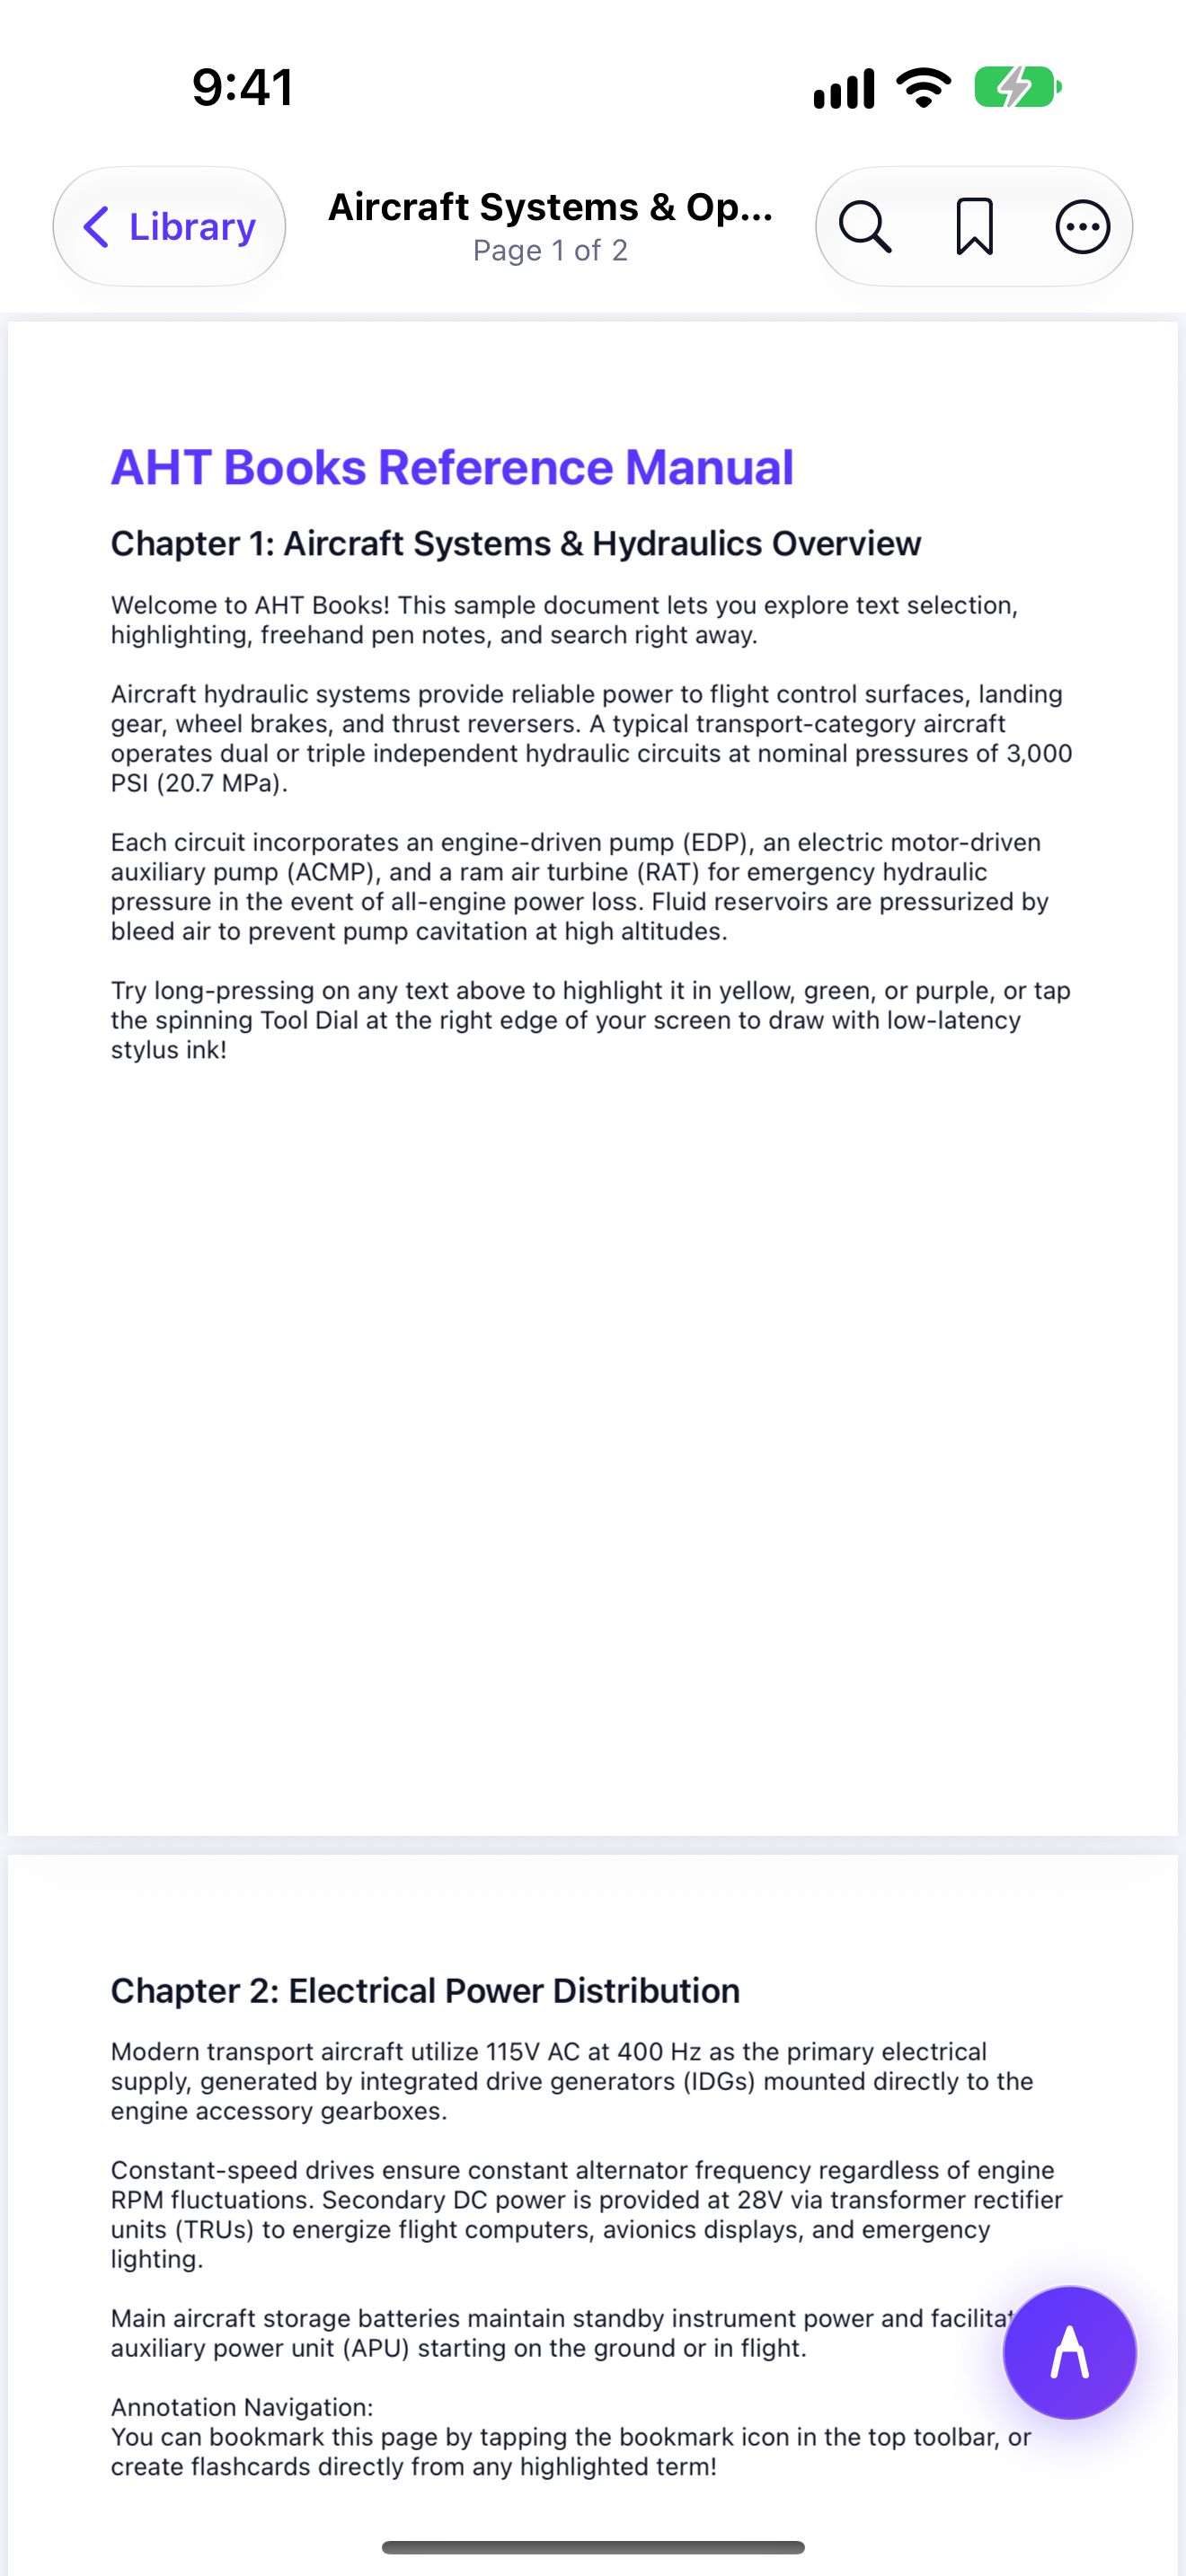 9:41
Library
Aircraft Systems & Op...
Page 1 of 2
AHT Books Reference Manual
Chapter 1: Aircraft Systems & Hydraulics Overview
Welcome to AHT Books! This sample document lets you explore text selection,
highlighting, freehand pen notes, and search right away.
Aircraft hydraulic systems provide reliable power to flight control surfaces, landing
gear, wheel brakes, and thrust reversers. A typical transport-category aircraft
operates dual or triple independent hydraulic circuits at nominal pressures of 3,000
PSI (20.7 MPa).
Each circuit incorporates an engine-driven pump (EDP), an electric motor-driven
auxiliary pump (ACMP), and a ram air turbine (RAT) for emergency hydraulic
pressure in the event of all-engine power loss. Fluid reservoirs are pressurized by
bleed air to prevent pump cavitation at high altitudes.
Try long-pressing on any text above to highlight it in yellow, green, or purple, or tap
the spinning Tool Dial at the right edge of your screen to draw with low-latency
stylus ink!
Chapter 2: Electrical Power Distribution
Modern transport aircraft utilize 115V AC at 400 Hz as the primary electrical
supply, generated by integrated drive generators (IDGs) mounted directly to the
engine accessory gearboxes.
Constant-speed drives ensure constant alternator frequency regardless of engine
RPM fluctuations. Secondary DC power is provided at 28V via transformer rectifier
units (TRUs) to energize flight computers, avionics displays, and emergency
lighting.
Main aircraft storage batteries maintain standby instrument power and
auxiliary power unit (APU) starting on the ground or in flight.
Annotation Navigation:
You can bookmark this page by tapping the bookmark icon in the top toolbar, or
create flashcards directly from any highlighted term!